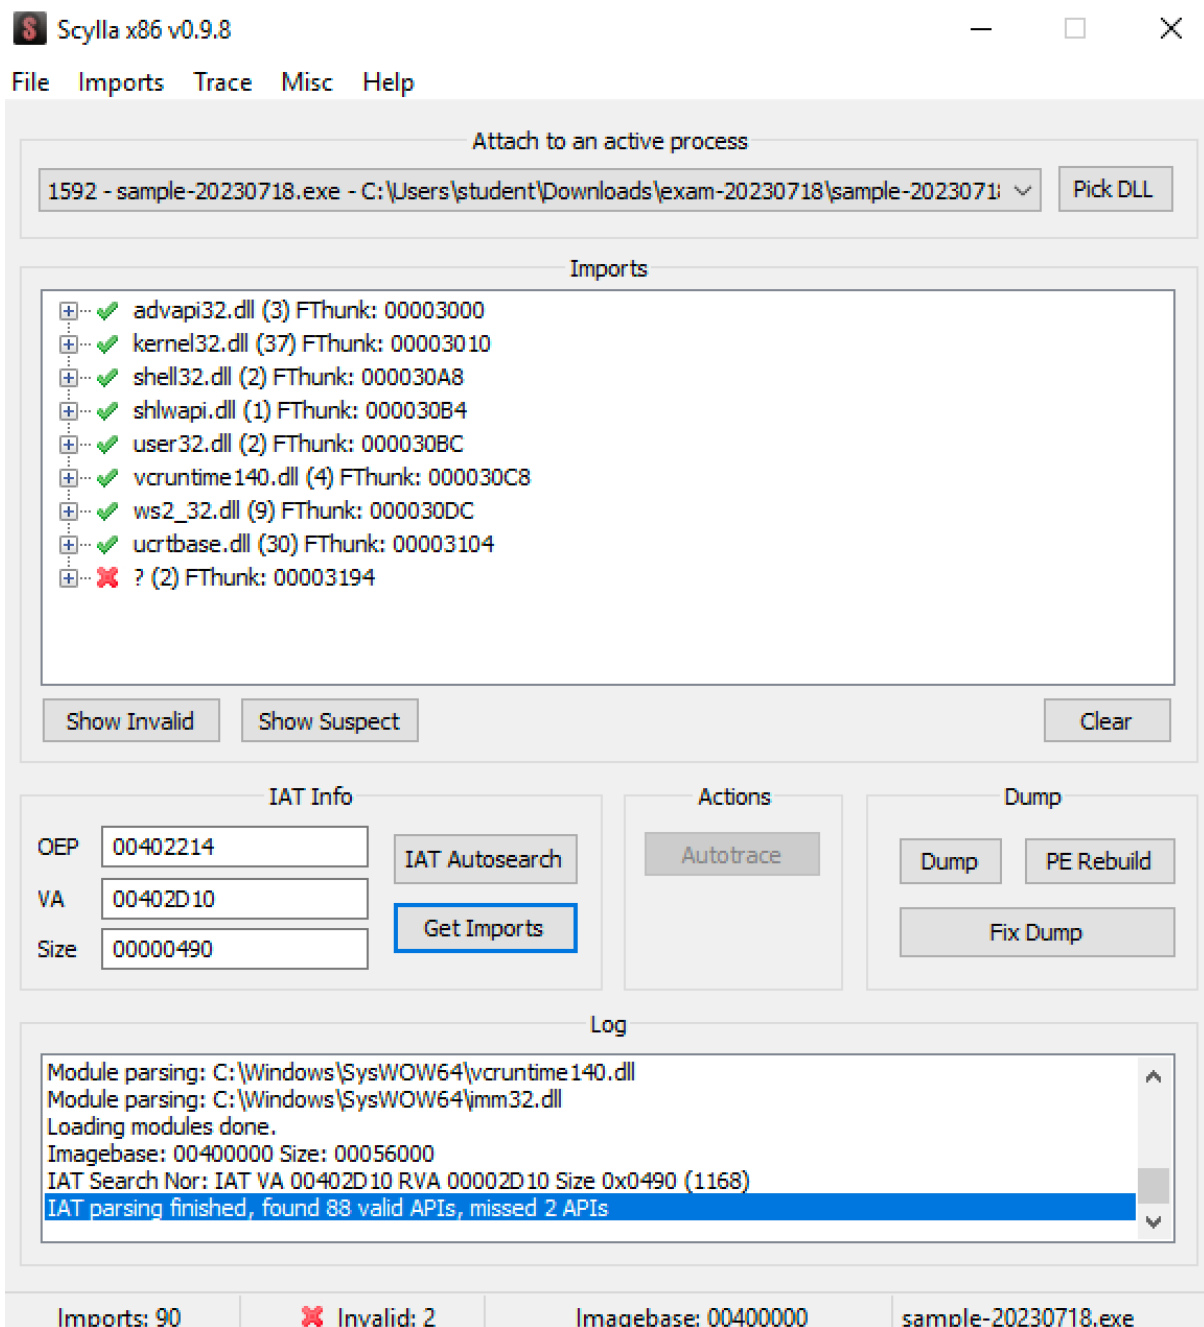 Scylla x86 v0.9.8
File Imports Trace Misc Help
Attach to an active process
1592 - sample-20230718.exe - C:\Users\student\Downloads\exam-20230718\sample-20230718
Pick DLL
Imports
advapi32.dll (3) FThunk: 00003000
kernel32.dll (37) FThunk: 00003010
shell32.dll (2) FThunk: 000030A8
shlwapi.dll (1) FThunk: 000030B4
user32.dll (2) FThunk: 000030BC
vcruntime140.dll (4) FThunk: 000030C8
ws2_32.dll (9) FThunk: 000030DC
ucrtbase.dll (30) FThunk: 00003104
? (2) FThunk: 00003194
Show Invalid Show Suspect Clear
IAT Info
OEP 00402214
VA 00402D10
Size 00000490
IAT Autosearch
Get Imports
Actions
Autotrace
Dump
Dump PE Rebuild
Fix Dump
Log
Module parsing: C:\Windows\SysWOW64\vcruntime140.dll
Module parsing: C:\Windows\SysWOW64\imm32.dll
Loading modules done.
Imagebase: 00400000 Size: 00056000
IAT Search Nor: IAT VA 00402D10 RVA 00002D10 Size 0x0490 (1168)
IAT parsing finished, found 88 valid APIs, missed 2 APIs
Imports: 90 Invalid: 2 Imagebase: 00400000 sample-20230718.exe